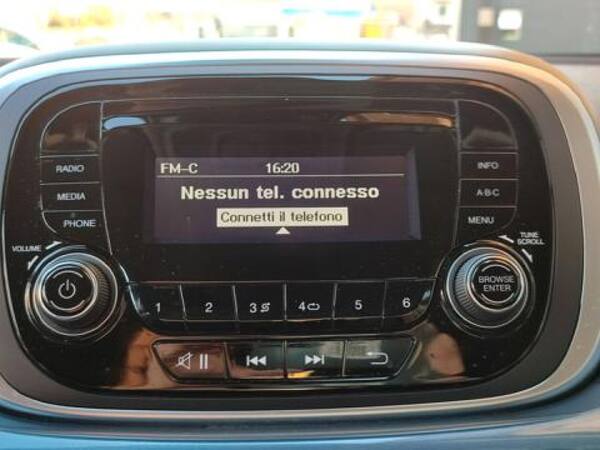 FM-C 16:20
Nessun tel. connesso
Connetti il telefono
RADIO
MEDIA
PHONE
INFO
A-B-C
MENU
VOLUME
TUNE
SCROLL
BROWSE
ENTER
1 2 3 4 5 6